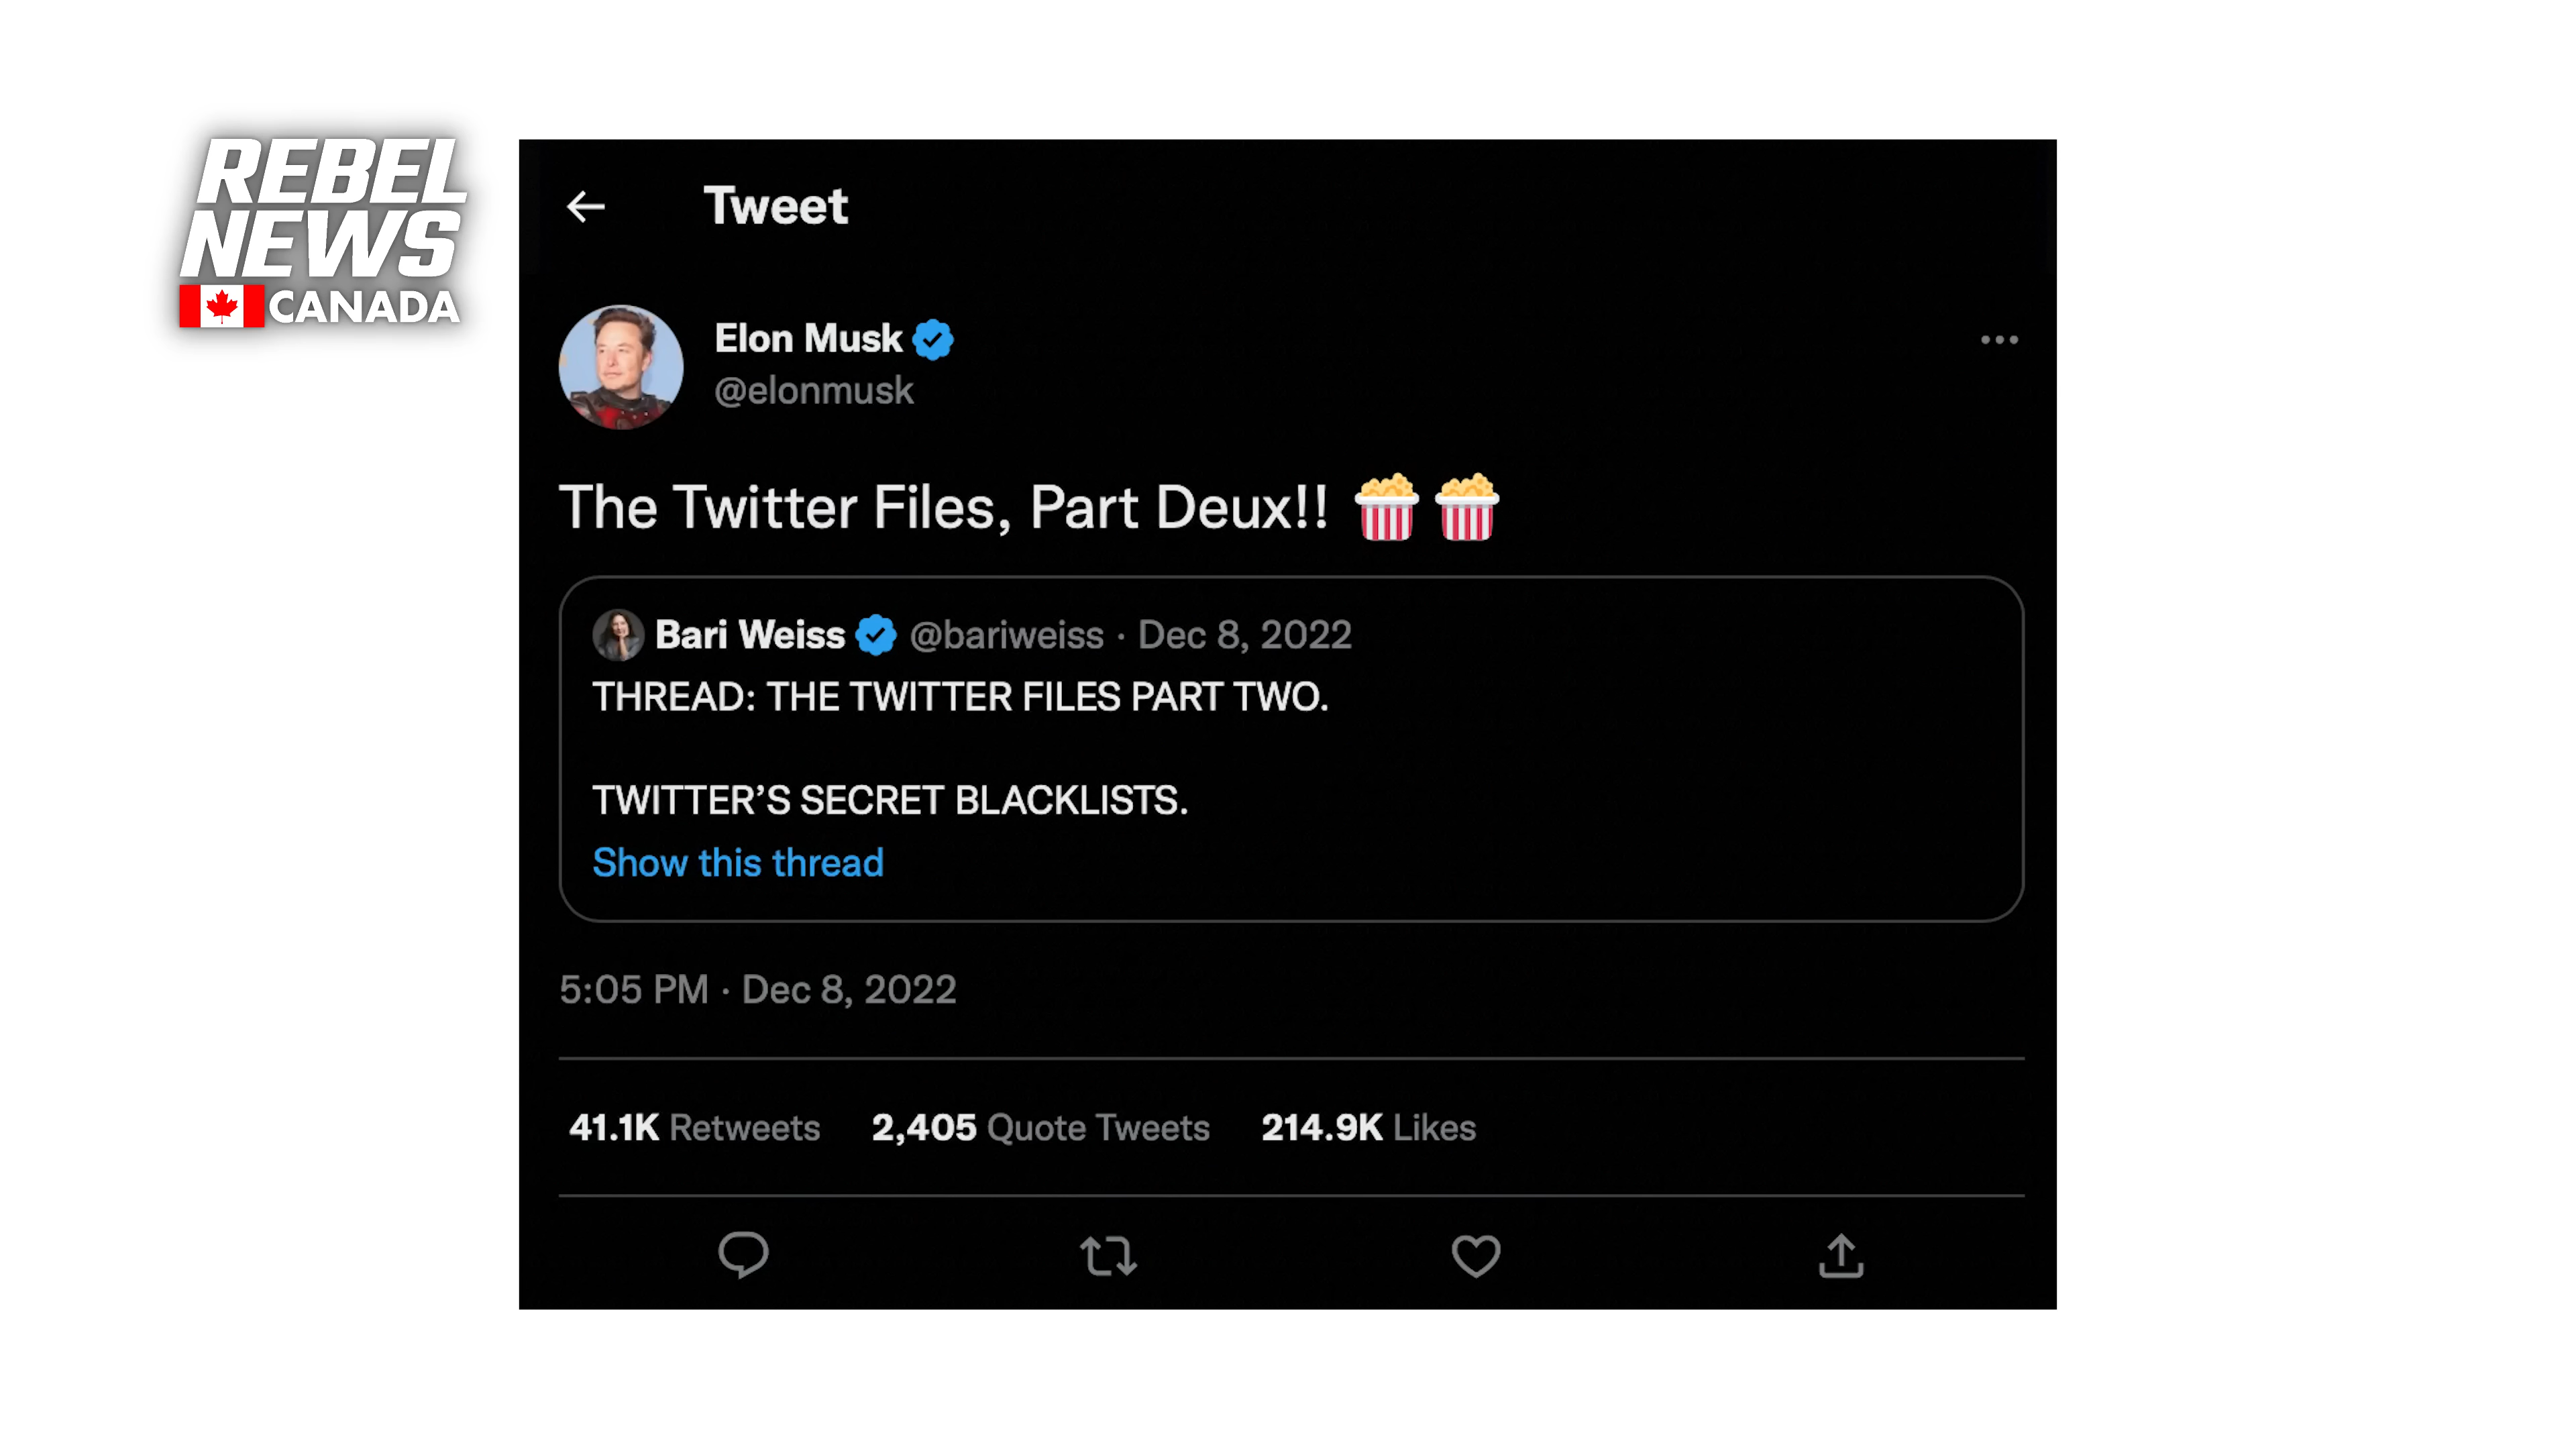 REBEL
NEWS
CANADA
Tweet
Elon Musk
@elonmusk
The Twitter Files, Part Deux!! 🍿🍿
Bari Weiss @bariweiss · Dec 8, 2022
THREAD: THE TWITTER FILES PART TWO.
TWITTER’S SECRET BLACKLISTS.
Show this thread
5:05 PM · Dec 8, 2022
41.1K Retweets 2,405 Quote Tweets 214.9K Likes